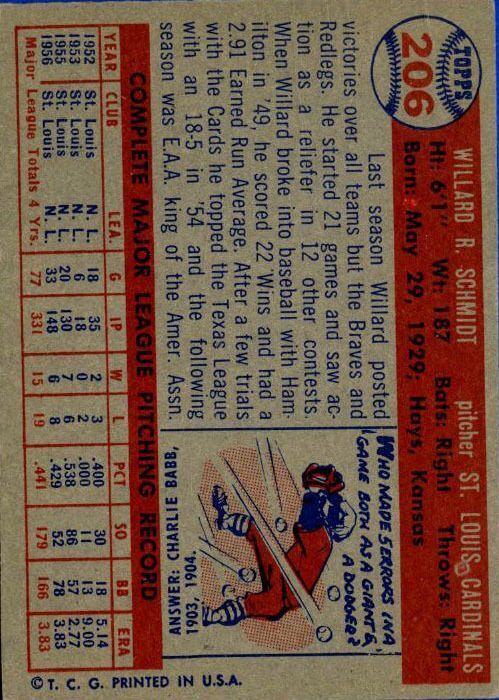 TOPPS
206
WILLARD R. SCHMIDT pitcher ST. LOUIS CARDINALS
Ht: 6'1" Wt: 187 Bats: Right Throws: Right
Born: May 29, 1929; Hays, Kansas
Last season Willard posted
victories over all teams but the Braves and
Redlegs. He started 21 games and saw ac-
tion as a reliefer in 12 other contests.
When Willard broke into baseball with Ham-
ilton in '49, he scored 22 Wins and had a
2.91 Earned Run Average. After a few trials
with the Cards he topped the Texas League
with an 18-5 in '54 and the following
season was E.R.A. king of the Amer. Assn.
WHO MADE 5 ERRORS IN A
GAME BOTH AS A GIANT &
A DODGER?
ANSWER: CHARLIE BABB,
1903, 1904.
COMPLETE MAJOR LEAGUE PITCHING RECORD
YEAR CLUB LEA. G IP W L PCT SO BB ERA
1952 St. Louis N. L. 18 35 2 3 .400 30 18 5.14
1953 St. Louis N. L. 6 18 0 2 .000 11 13 9.00
1955 St. Louis N. L. 20 130 7 6 .538 86 57 2.77
1956 St. Louis N. L. 33 148 6 8 .429 52 78 3.83
Major League Totals 4 Yrs. 77 331 15 19 .441 179 166 3.83
© T. C. G. PRINTED IN U.S.A.